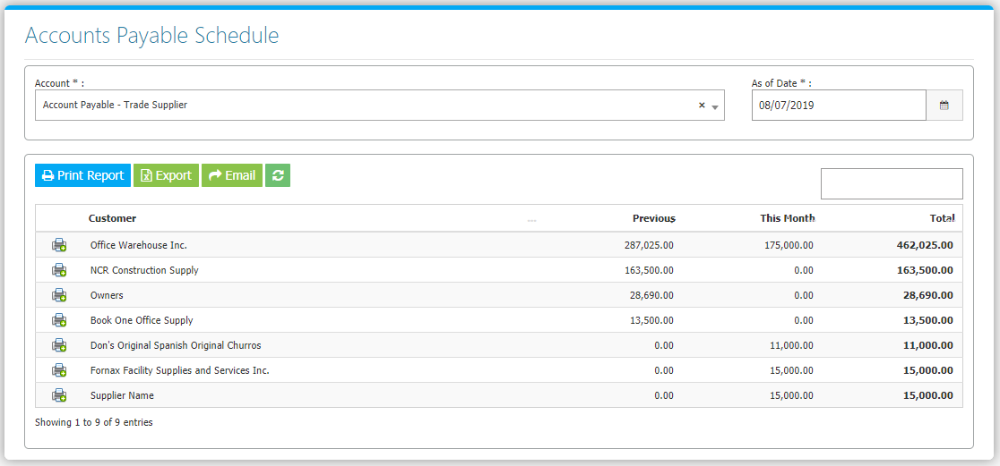 Accounts Payable Schedule
Account * : As of Date * :
Account Payable - Trade Supplier × 08/07/2019
Print Report Export Email
Customer ... Previous This Month Total
Office Warehouse Inc. 287,025.00 175,000.00 462,025.00
NCR Construction Supply 163,500.00 0.00 163,500.00
Owners 28,690.00 0.00 28,690.00
Book One Office Supply 13,500.00 0.00 13,500.00
Don's Original Spanish Original Churros 0.00 11,000.00 11,000.00
Fornax Facility Supplies and Services Inc. 0.00 15,000.00 15,000.00
Supplier Name 0.00 15,000.00 15,000.00
Showing 1 to 9 of 9 entries